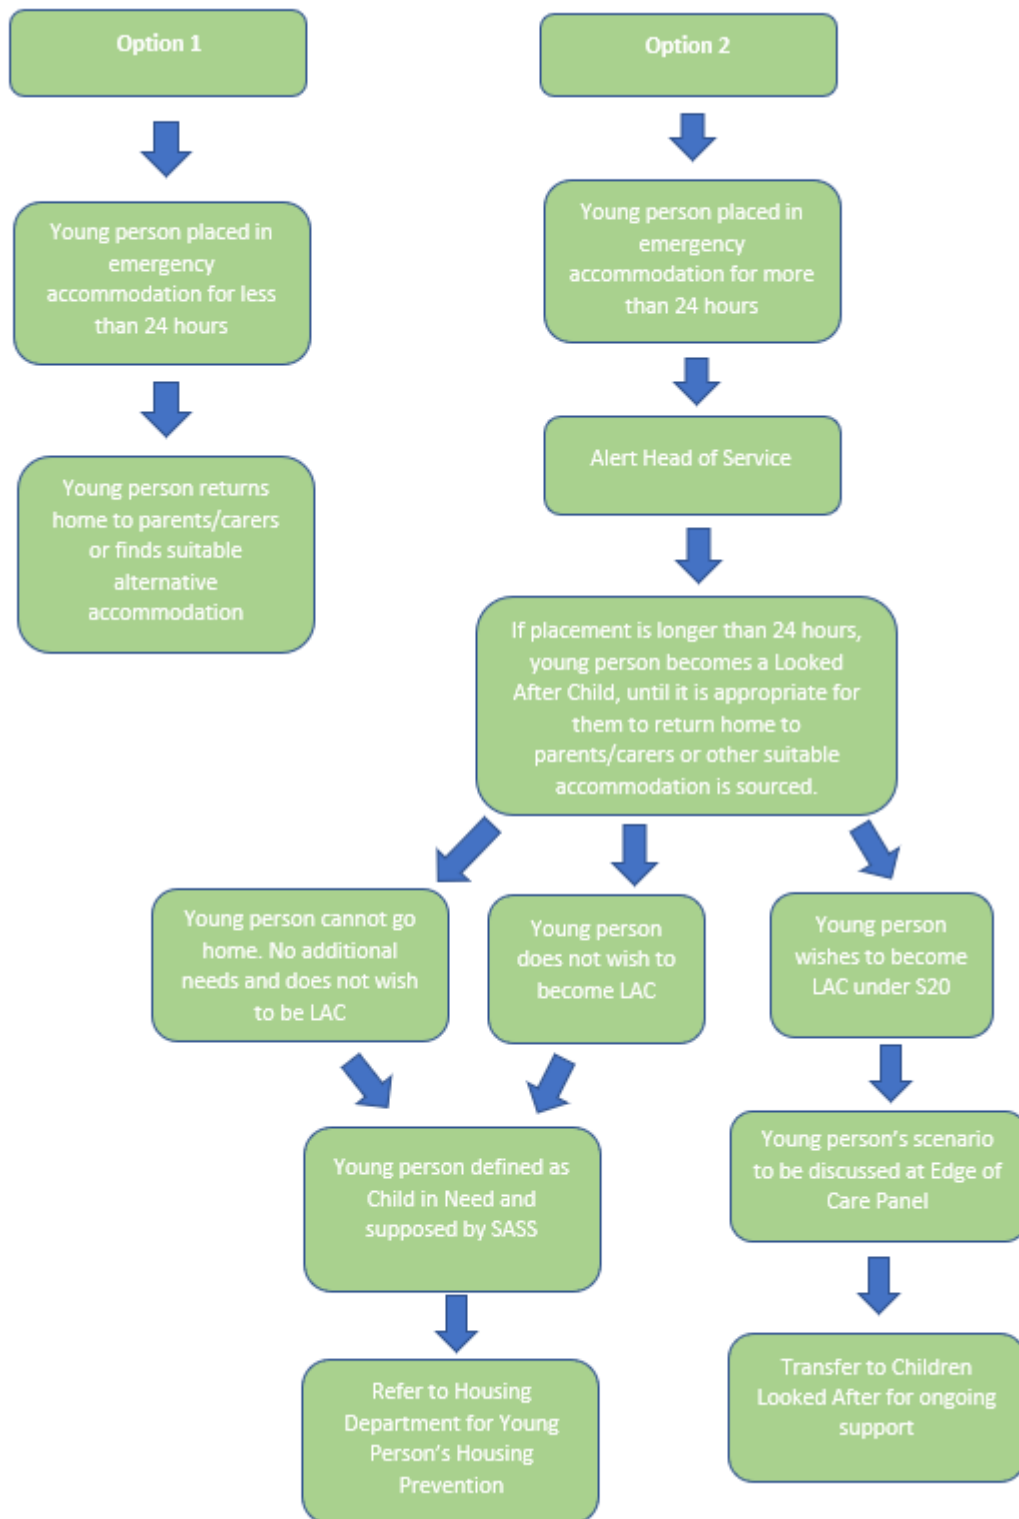 Option 1
Young person placed in
emergency
accommodation for less
than 24 hours
Young person returns
home to parents/carers
or finds suitable
alternative
accommodation
Option 2
Young person placed in
emergency
accommodation for more
than 24 hours
Alert Head of Service
If placement is longer than 24 hours,
young person becomes a Looked
After Child, until it is appropriate for
them to return home to
parents/carers or other suitable
accommodation is sourced.
Young person cannot go
home. No additional
needs and does not wish
to be LAC
Young person
does not wish to
become LAC
Young person
wishes to become
LAC under S20
Young person defined as
Child in Need and
supposed by SASS
Refer to Housing
Department for Young
Person's Housing
Prevention
Young person's scenario
to be discussed at Edge of
Care Panel
Transfer to Children
Looked After for ongoing
support